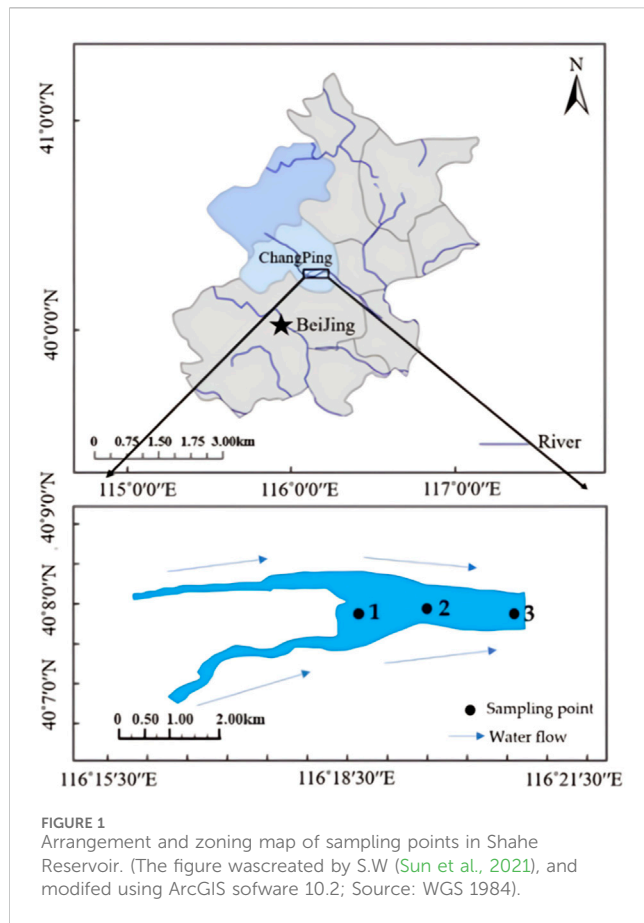 N
41°0′0″N
40°0′0″N
ChangPing
BeiJing
0 0.75 1.50 1.75 3.00km
River
115°0′0″E 116°0′0″E 117°0′0″E
40°9′0″N
40°8′0″N
40°7′0″N
1 2 3
Sampling point
Water flow
0 0.50 1.00 2.00km
116°15′30″E 116°18′30″E 116°21′30″E
FIGURE 1
Arrangement and zoning map of sampling points in Shahe
Reservoir. (The figure wascreated by S.W (Sun et al., 2021), and
modifed using ArcGIS sofware 10.2; Source: WGS 1984).